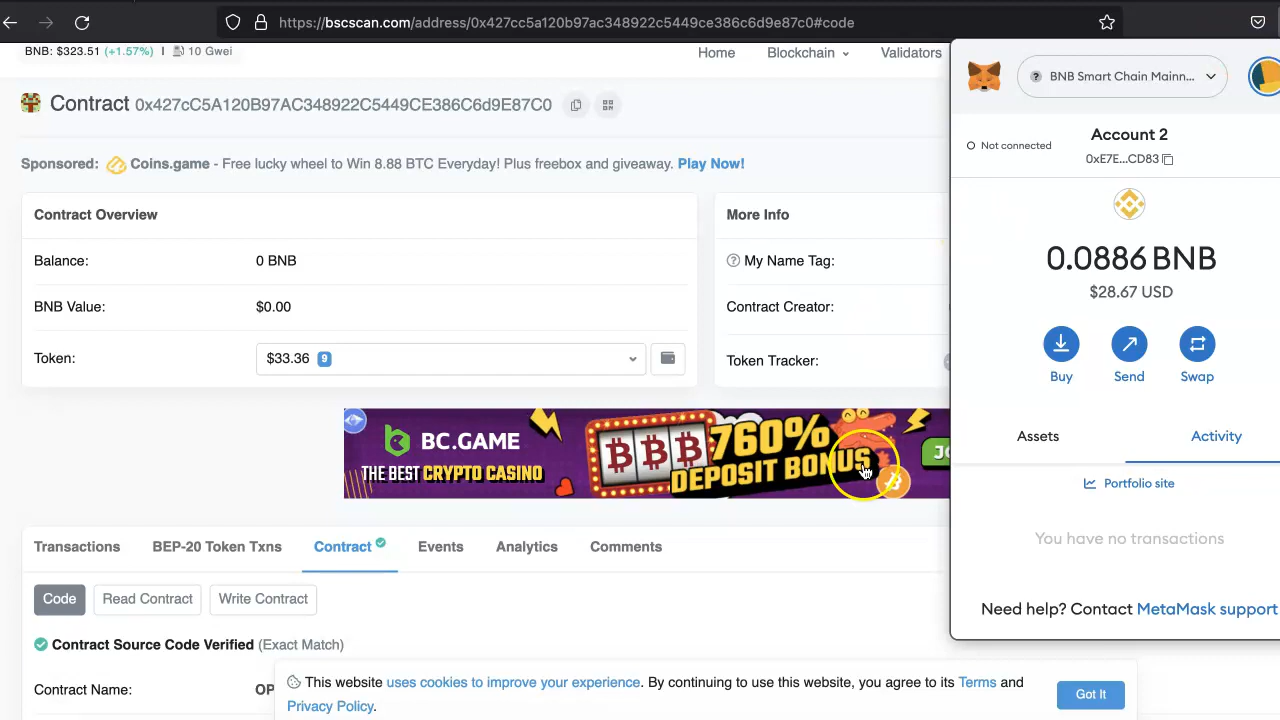 https://bscscan.com/address/0x427cc5a120b97ac348922c5449ce386c6d9e87c0#code
BNB: $323.51 (+1.57%) | 10 Gwei
Home Blockchain Validators
Contract 0x427cC5A120B97AC348922C5449CE386C6d9E87C0
Sponsored: Coins.game - Free lucky wheel to Win 8.88 BTC Everyday! Plus freebox and giveaway. Play Now!
Contract Overview
Balance: 0 BNB
BNB Value: $0.00
Token: $33.36 9
More Info
My Name Tag:
Contract Creator:
Token Tracker:
BC.GAME
THE BEST CRYPTO CASINO
760%
DEPOSIT BONUS
Transactions BEP-20 Token Txns Contract Events Analytics Comments
Code Read Contract Write Contract
Contract Source Code Verified (Exact Match)
Contract Name: OP
This website uses cookies to improve your experience. By continuing to use this website, you agree to its Terms and
Privacy Policy.
Got It
BNB Smart Chain Mainn...
Not connected
Account 2
0xE7E...CD83
0.0886 BNB
$28.67 USD
Buy Send Swap
Assets Activity
Portfolio site
You have no transactions
Need help? Contact MetaMask support